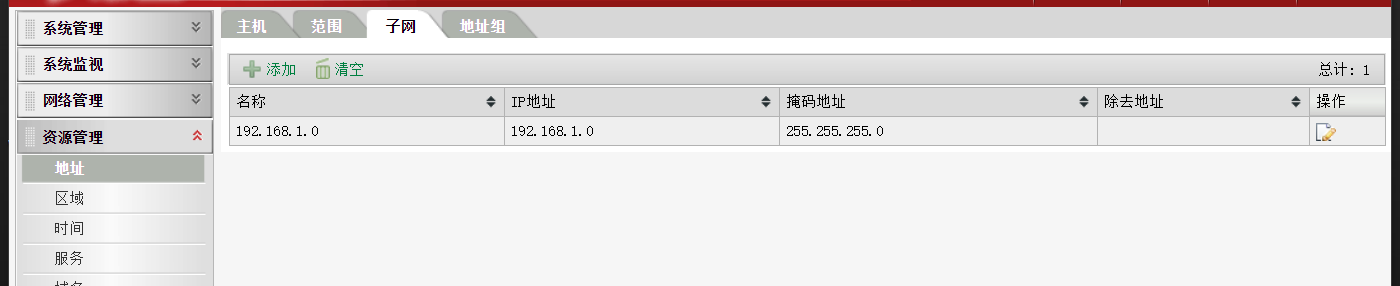 系统管理
系统监视
网络管理
资源管理
地址
区域
时间
服务
主机 范围 子网 地址组
添加 清空 总计: 1
名称 IP地址 掩码地址 除去地址 操作
192.168.1.0 192.168.1.0 255.255.255.0